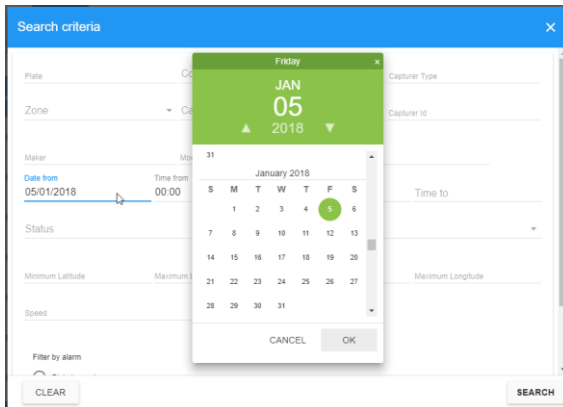 Search criteria ×
Friday ×
JAN
05
▲ 2018 ▼
Plate Co Capturer Type
Zone Ca Capturer Id
Maker Mo
Date from Time from
05/01/2018 00:00 Time to
Status
Minimum Latitude Maximum L Maximum Longitude
Speed
31
January 2018
S M T W T F S
1 2 3 4 5 6
7 8 9 10 11 12 13
14 15 16 17 18 19 20
21 22 23 24 25 26 27
28 29 30 31
CANCEL OK
Filter by alarm
CLEAR SEARCH